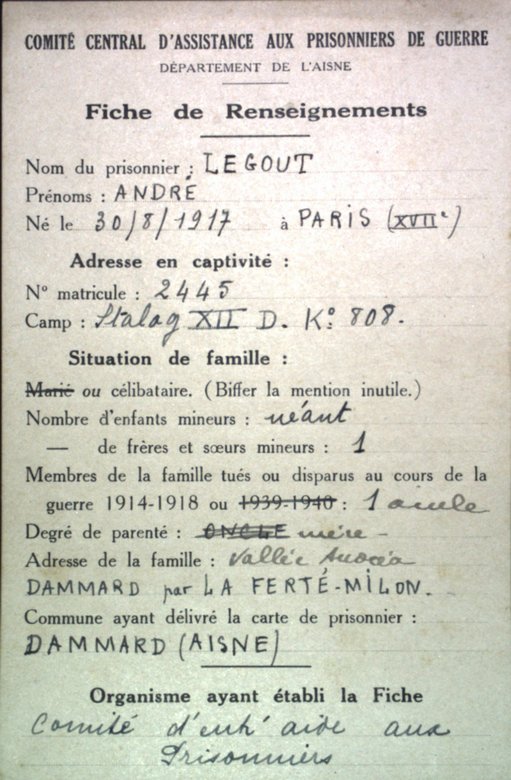 COMITÉ CENTRAL D'ASSISTANCE AUX PRISONNIERS DE GUERRE
DÉPARTEMENT DE L'AISNE
Fiche de Renseignements
Nom du prisonnier : LEGOUT
Prénoms : ANDRÉ
Né le 30/8/1917 à PARIS (XVIIe)
Adresse en captivité :
N° matricule : 2445
Camp : Stalag XII D. Ko 808.
Situation de famille :
Marié ou célibataire. (Biffer la mention inutile.)
Nombre d'enfants mineurs : néant
— de frères et sœurs mineurs : 1
Membres de la famille tués ou disparus au cours de la
guerre 1914-1918 ou 1939-1940 : 1
Degré de parenté : ONCLE
Adresse de la famille : Vallée
DAMMARD par LA FERTÉ-MILON.
Commune ayant délivré la carte de prisonnier :
DAMMARD (AISNE)
Organisme ayant établi la Fiche
Comité d'entr'aide aux
Prisonniers